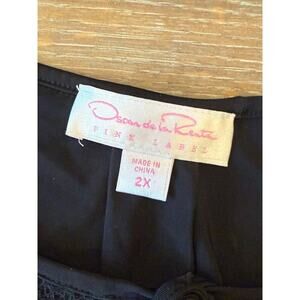 Oscar de la Renta
PINK LABEL
MADE IN
CHINA
2X